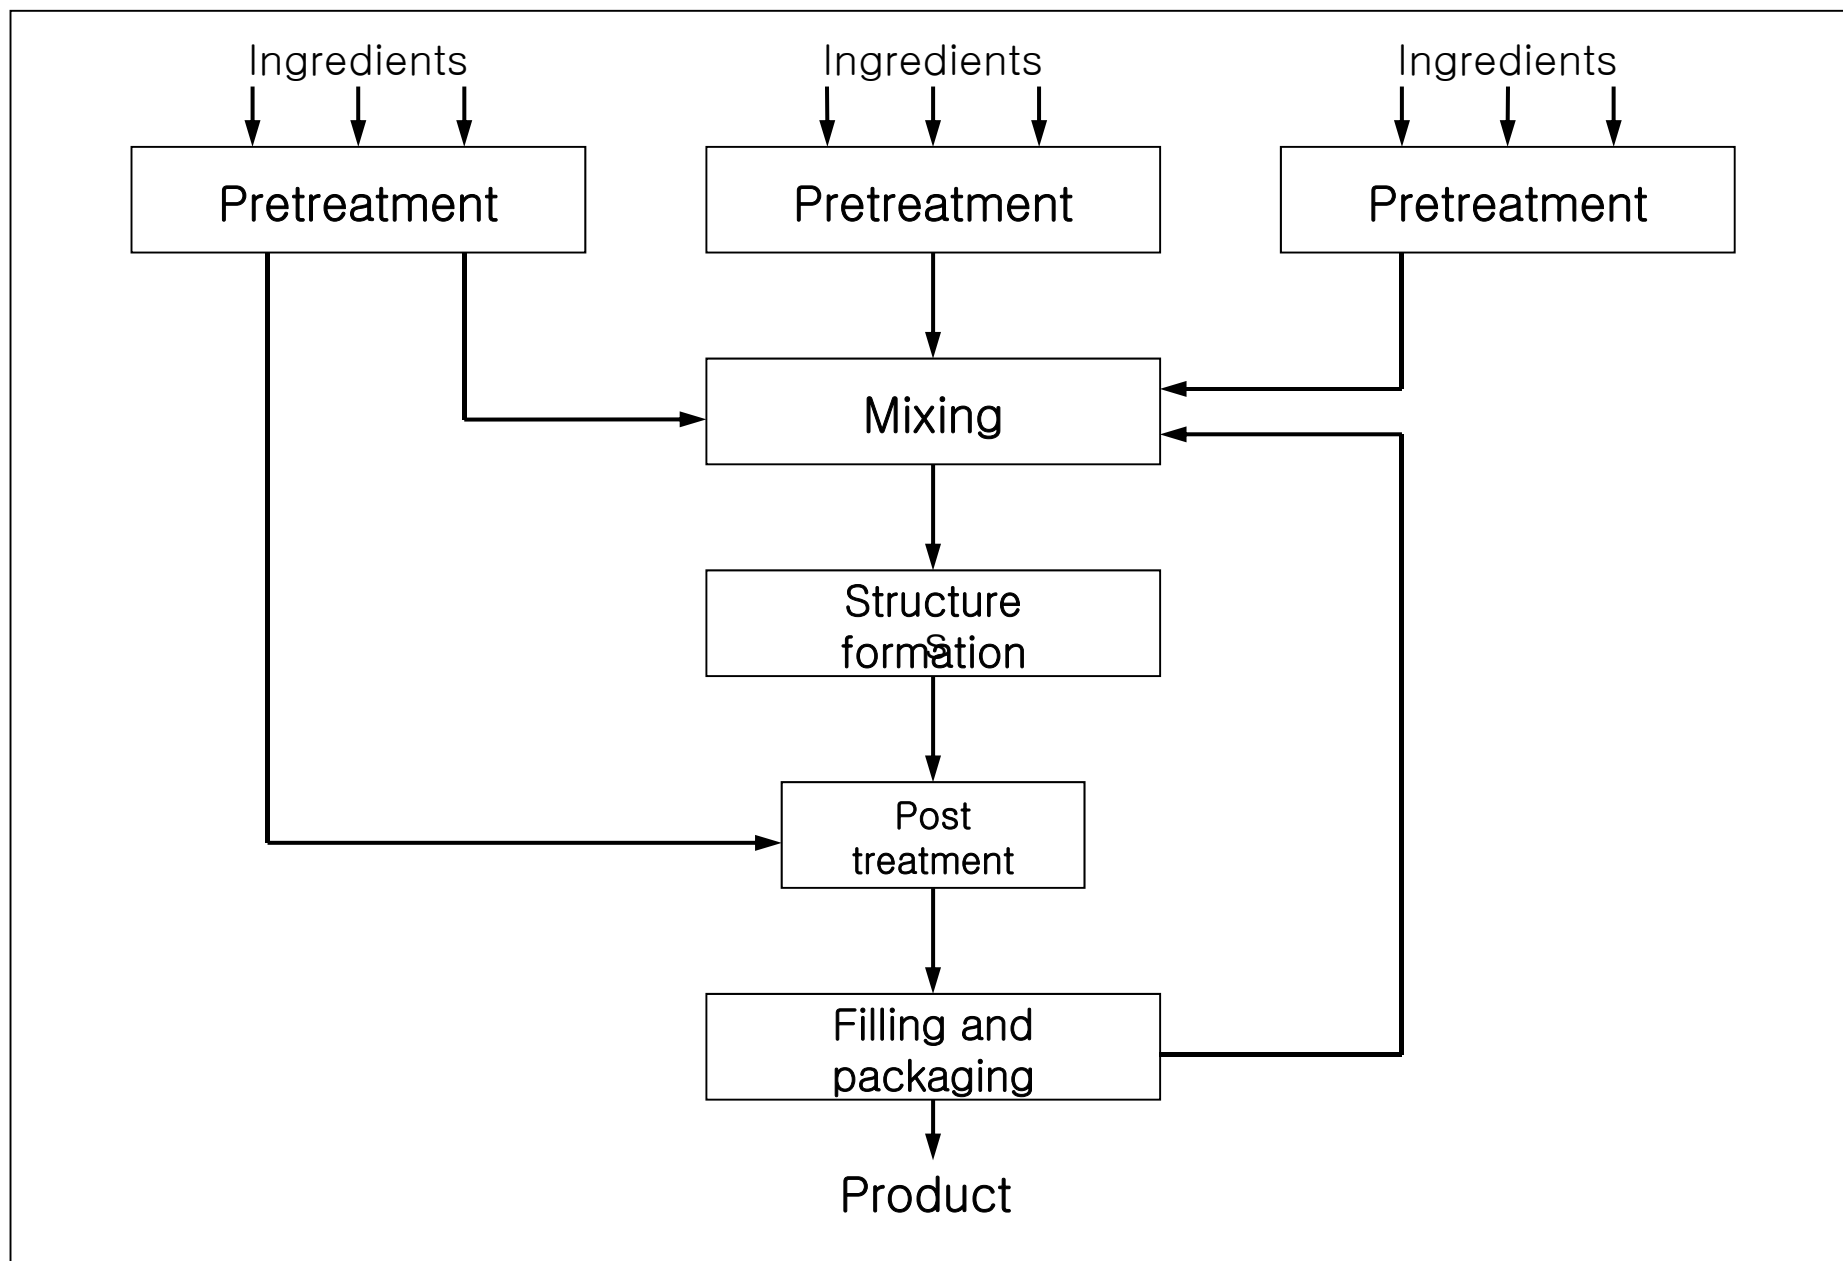 Ingredients
Ingredients
Ingredients
Pretreatment
Pretreatment
Pretreatment
Mixing
Structure
s
formation
Post
treatment
Filling and
packaging
Product